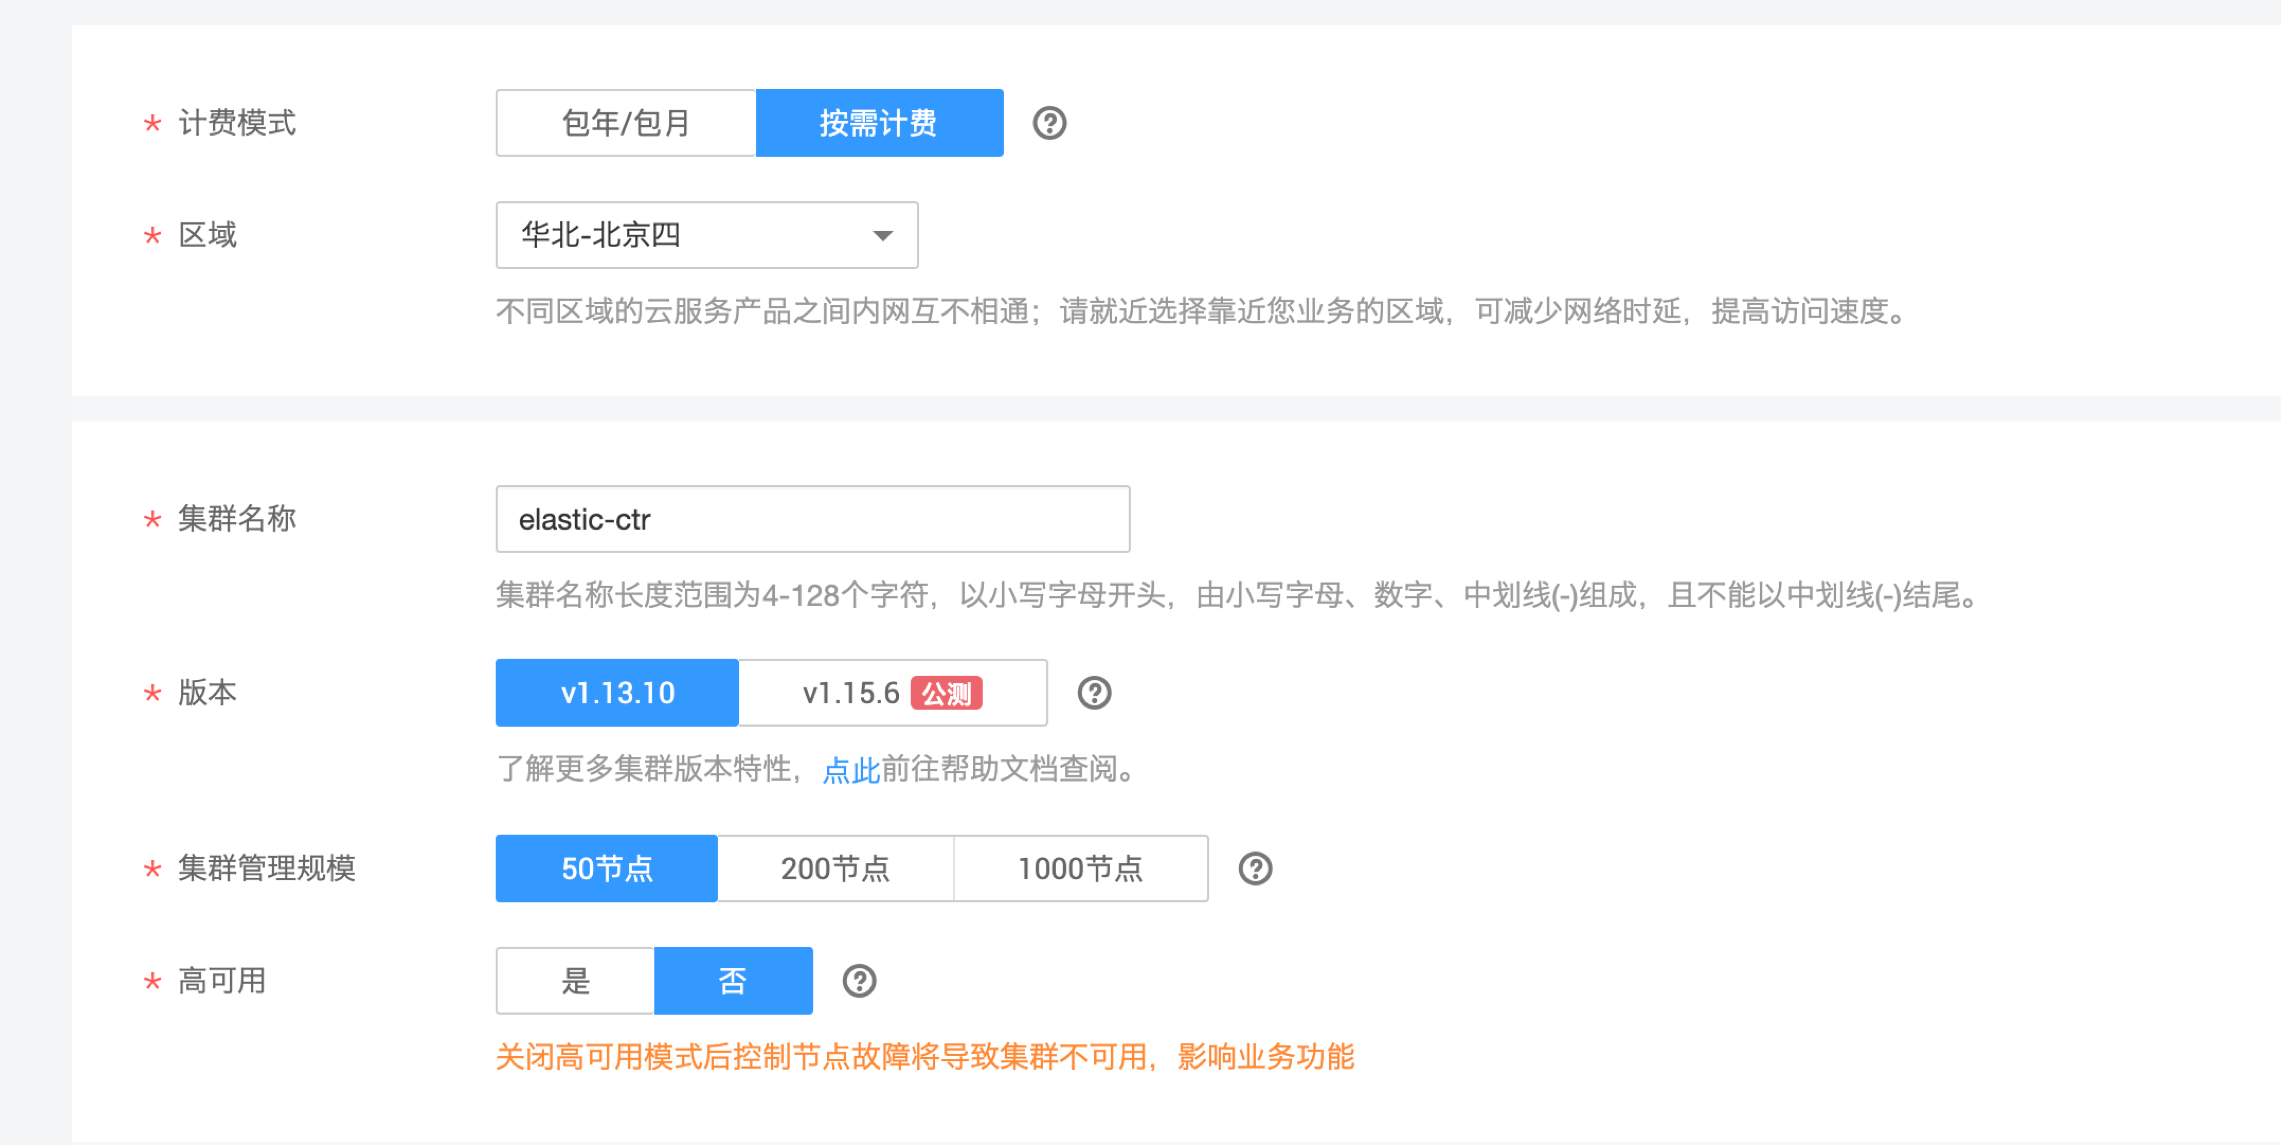 * 计费模式 包年/包月 按需计费 ?
* 区域 华北-北京四
不同区域的云服务产品之间内网互不相通；请就近选择靠近您业务的区域，可减少网络时延，提高访问速度。
* 集群名称 elastic-ctr
集群名称长度范围为4-128个字符，以小写字母开头，由小写字母、数字、中划线(-)组成，且不能以中划线(-)结尾。
* 版本 v1.13.10 v1.15.6 公测 ?
了解更多集群版本特性，点此前往帮助文档查阅。
* 集群管理规模 50节点 200节点 1000节点 ?
* 高可用 是 否 ?
关闭高可用模式后控制节点故障将导致集群不可用，影响业务功能